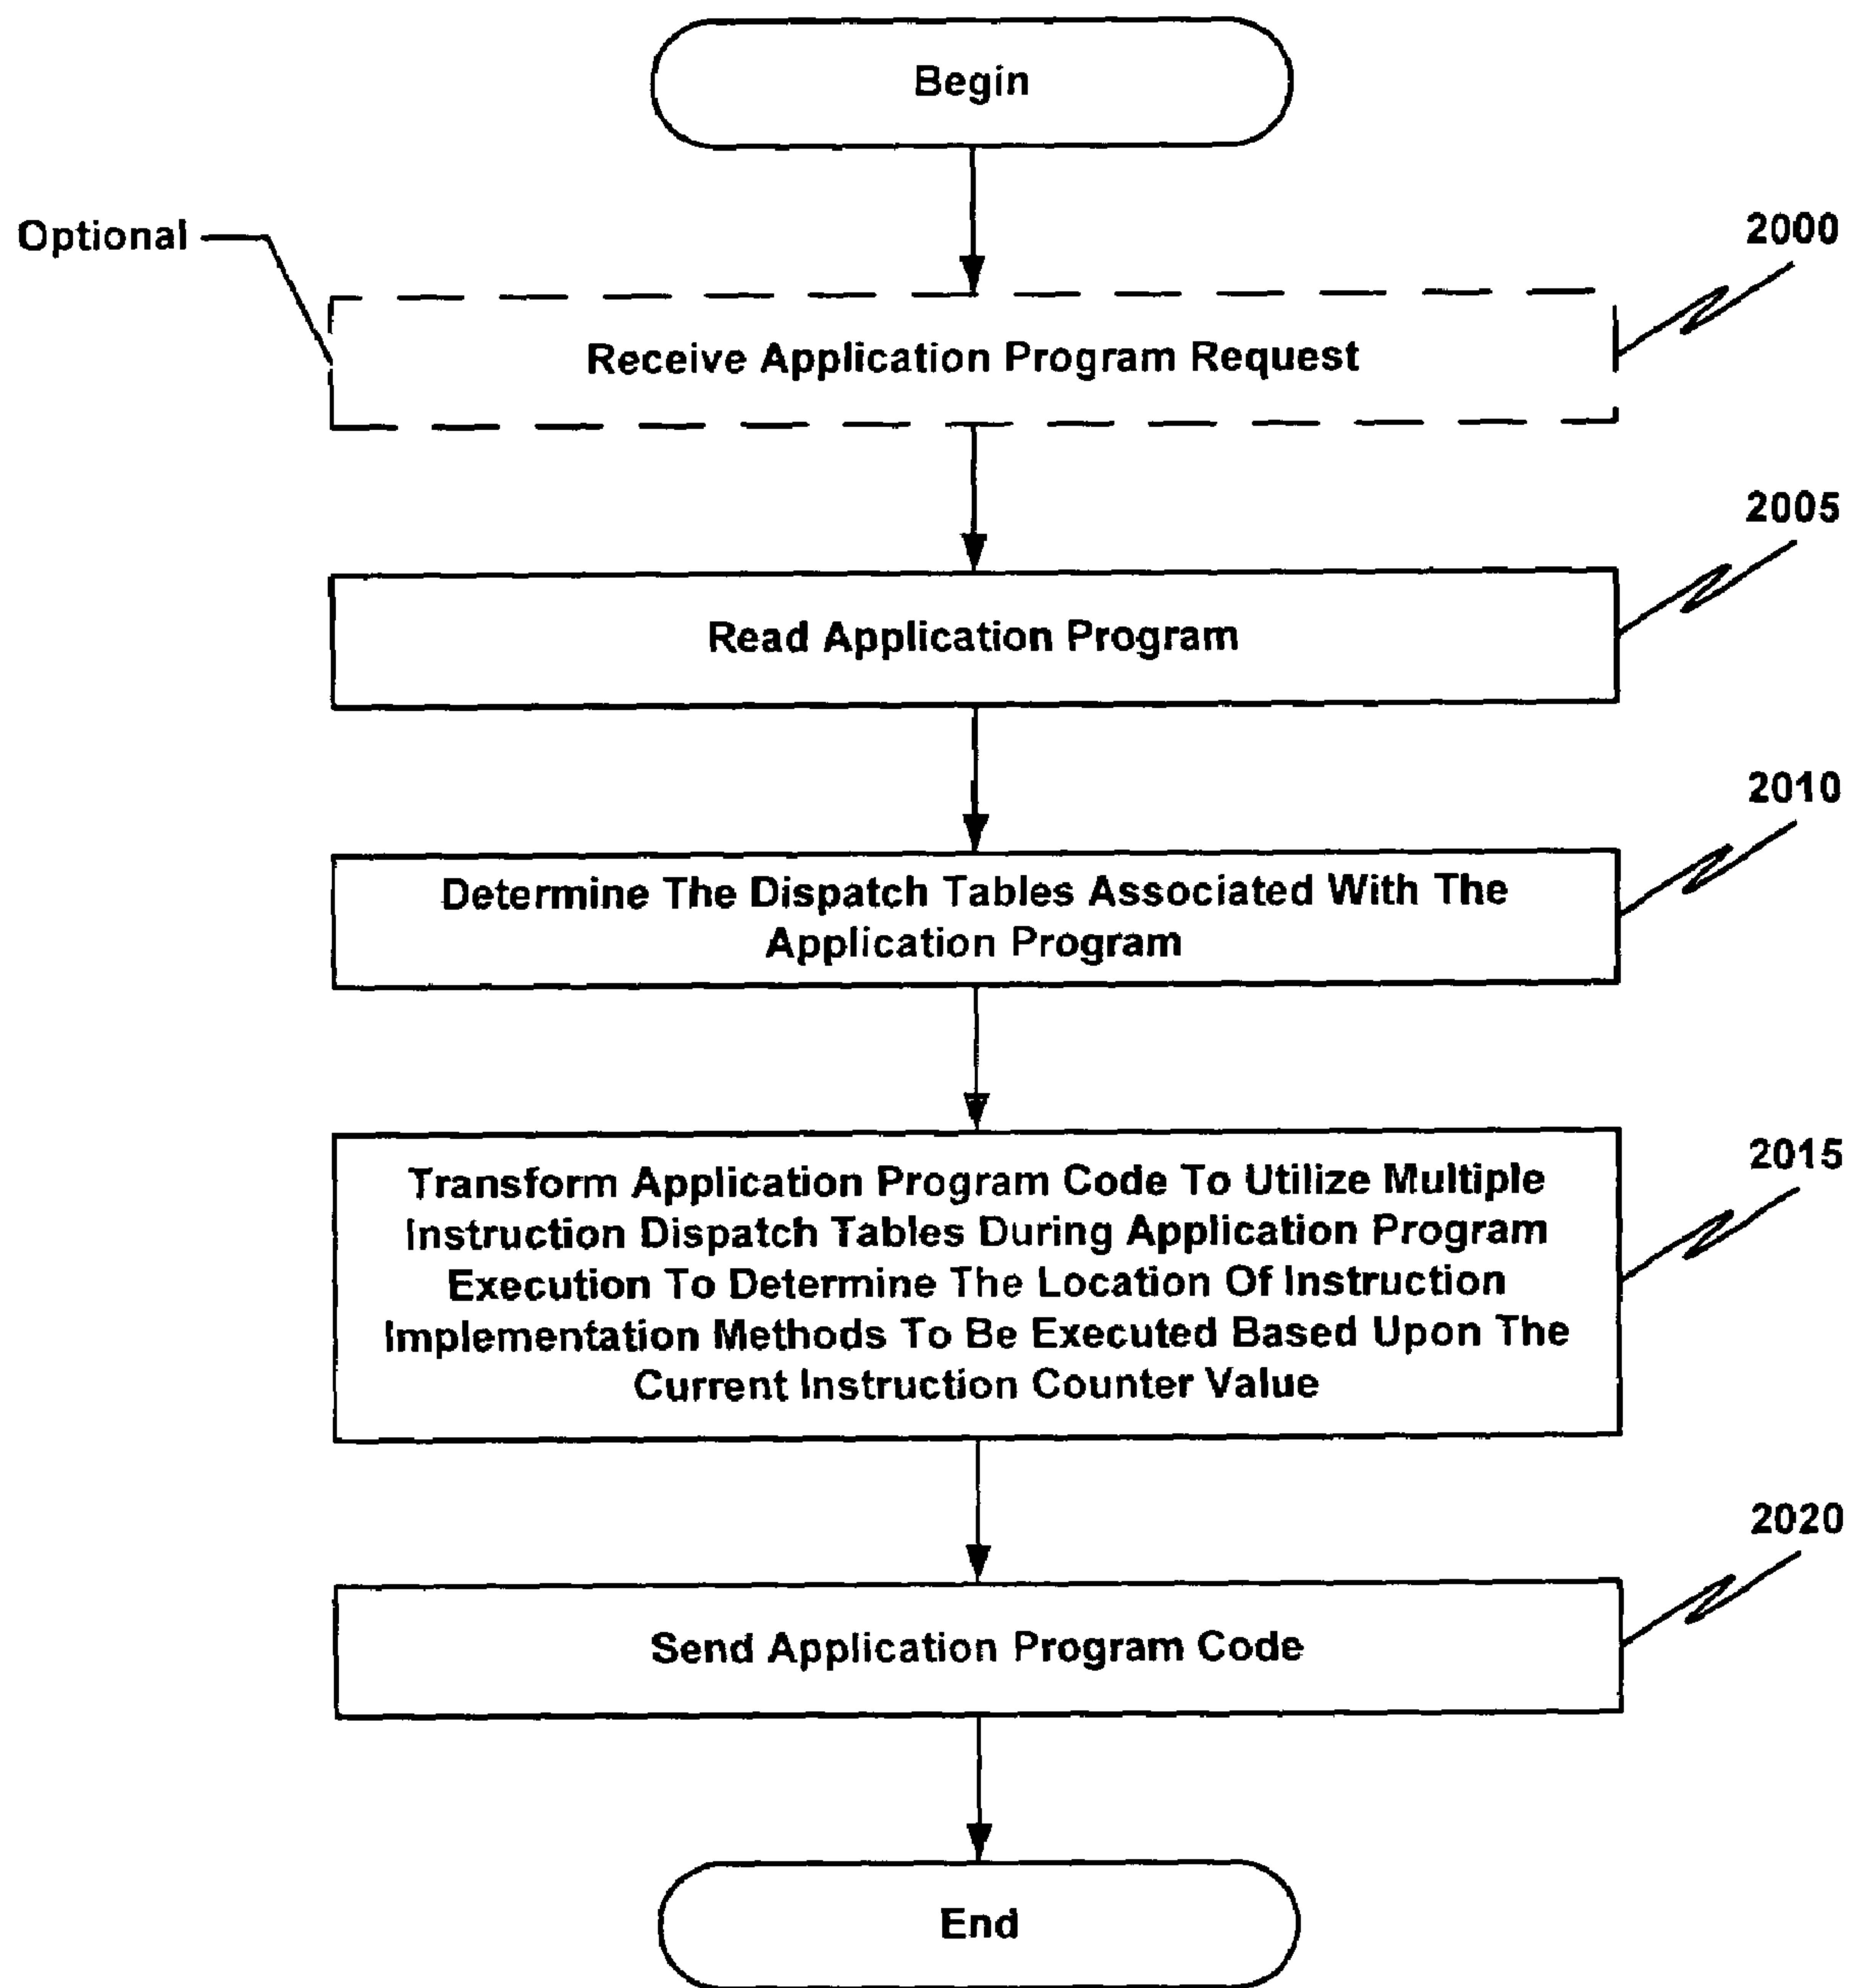 Begin
Optional
2000
Receive Application Program Request
2005
Read Application Program
2010
Determine The Dispatch Tables Associated With The
Application Program
2015
Transform Application Program Code To Utilize Multiple
Instruction Dispatch Tables During Application Program
Execution To Determine The Location Of Instruction
Implementation Methods To Be Executed Based Upon The
Current Instruction Counter Value
2020
Send Application Program Code
End